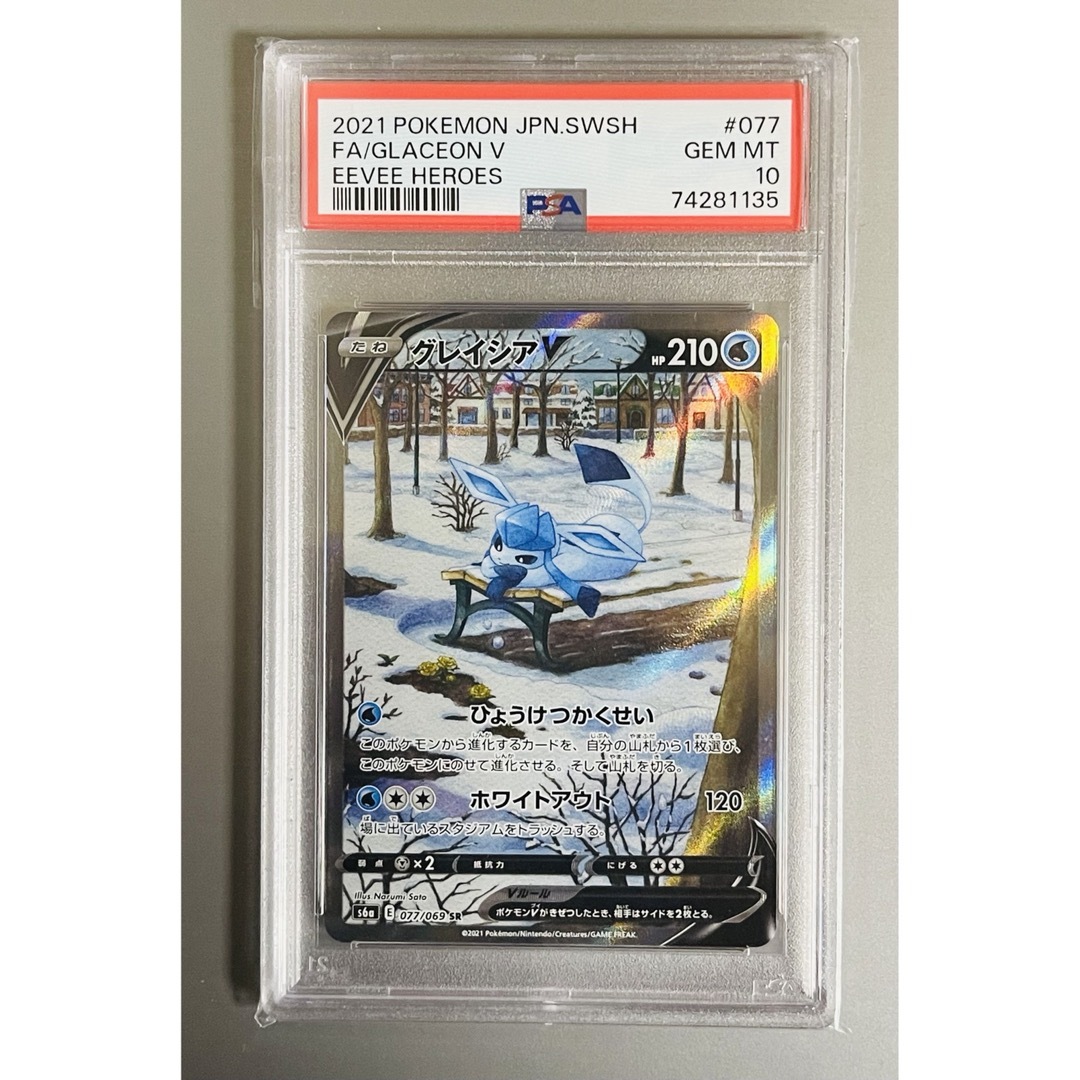 2021 POKEMON JPN.SWSH #077
FA/GLACEON V GEM MT
EEVEE HEROES 10
PSA 74281135
たね グレイシアV HP 210
ひょうけつかくせい
このポケモンから進化するカードを、自分の山札から1枚選び、
このポケモンにのせて進化させる。そして山札を切る。
ホワイトアウト 120
場に出ているスタジアムをトラッシュする。
弱点 ×2 抵抗力 にげる
Illus. Narumi Sato
Vルール
s6a E 077/069 SR ポケモンVがきぜつしたとき、相手はサイドを2枚とる。
©2021 Pokémon/Nintendo/Creatures/GAME FREAK.